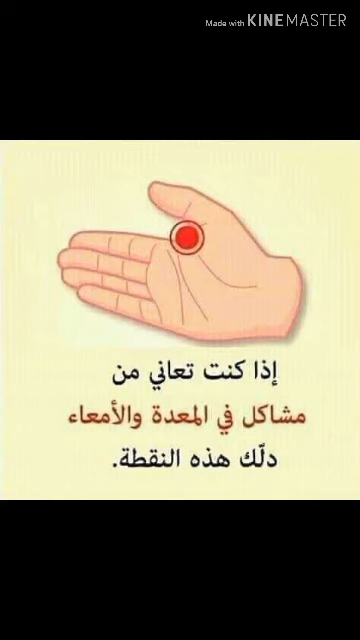 Made with KINEMASTER
إذا كنت تعاني من
مشاكل في المعدة والأمعاء
دلّك هذه النقطة.